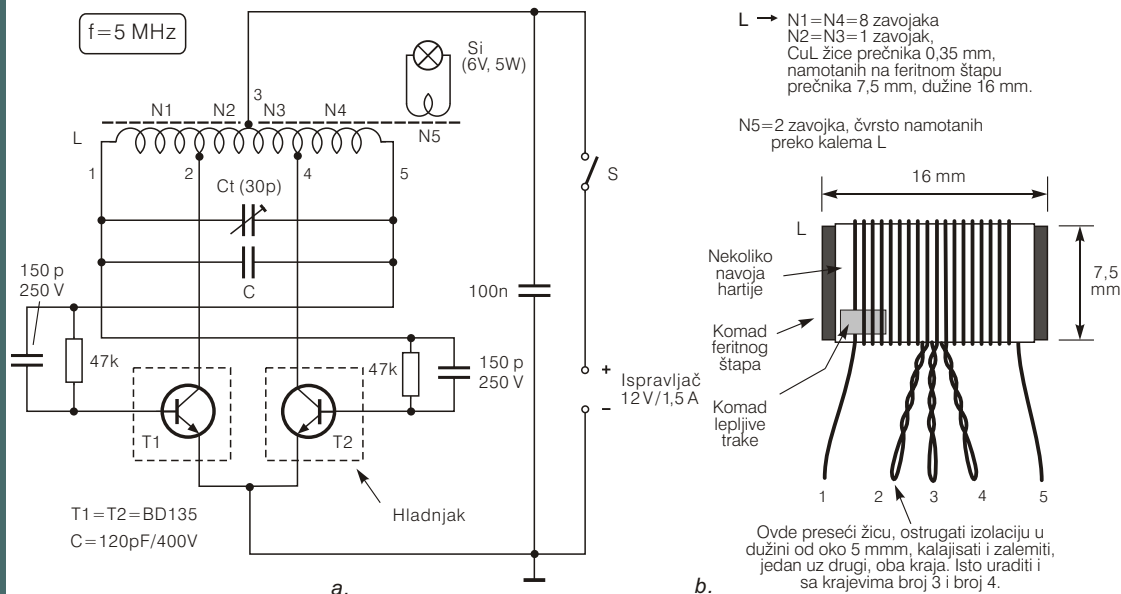 f=5 MHz
Si
(6V, 5W)
3
N1
N2
N3
N4
L
N5
1
2
4
5
Ct (30p)
C
S
150 p
250 V
100n
47k
47k
150 p
250 V
+
Ispravljač
12V/1,5A
–
T1
T2
T1=T2=BD135
C=120pF/400V
Hladnjak
a.
L → N1=N4=8 zavojaka
N2=N3=1 zavojak,
CuL žice prečnika 0,35 mm,
namotanih na feritnom štapu
prečnika 7,5 mm, dužine 16 mm.
N5=2 zavojka, čvrsto namotanih
preko kalema L
16 mm
L
Nekoliko
navoja
hartije
7,5
mm
Komad
feritnog
štapa
Komad
lepljive
trake
1
2
3
4
5
Ovde preseći žicu, ostrugati izolaciju u
dužini od oko 5 mmm, kalajisati i zalemiti,
jedan uz drugi, oba kraja. Isto uraditi i
sa krajevima broj 3 i broj 4.
b.